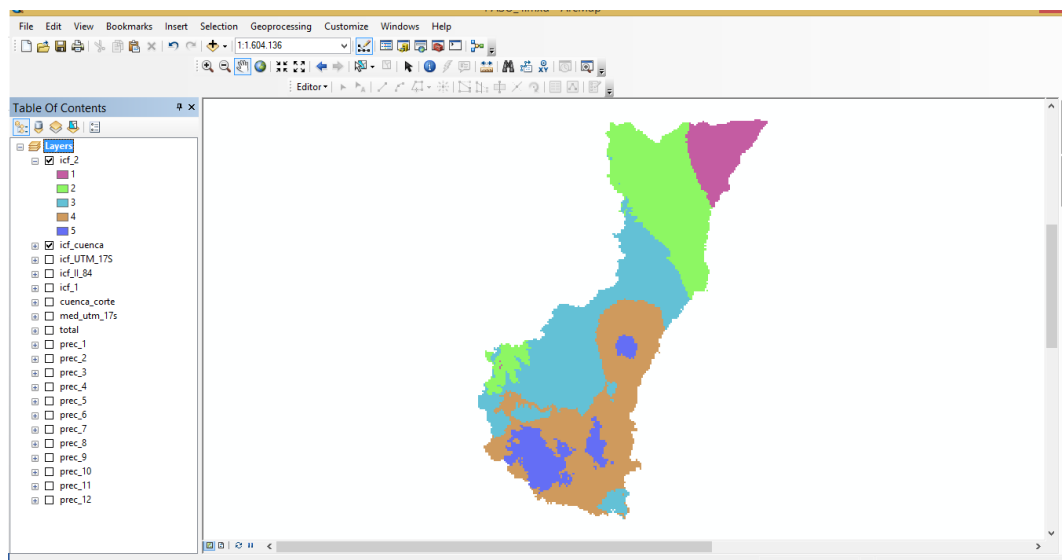 File Edit View Bookmarks Insert Selection Geoprocessing Customize Windows Help
1:1.604.136
Editor
Table Of Contents
Layers
icf_2
1
2
3
4
5
icf_cuenca
icf_UTM_17S
icf_ll_84
icf_1
cuenca_corte
med_utm_17s
total
prec_1
prec_2
prec_3
prec_4
prec_5
prec_6
prec_7
prec_8
prec_9
prec_10
prec_11
prec_12